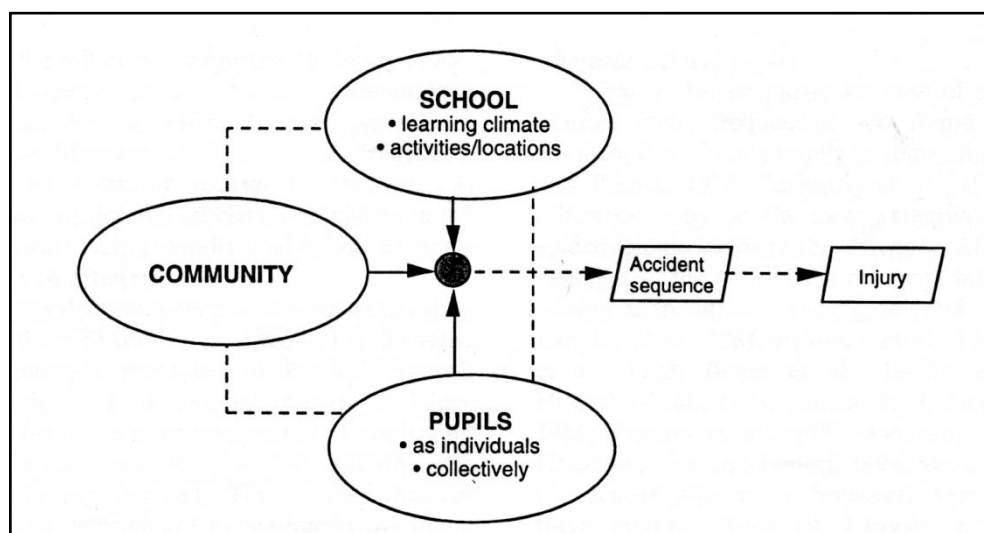 SCHOOL
• learning climate
• activities/locations
COMMUNITY
Accident
sequence
Injury
PUPILS
• as individuals
• collectively